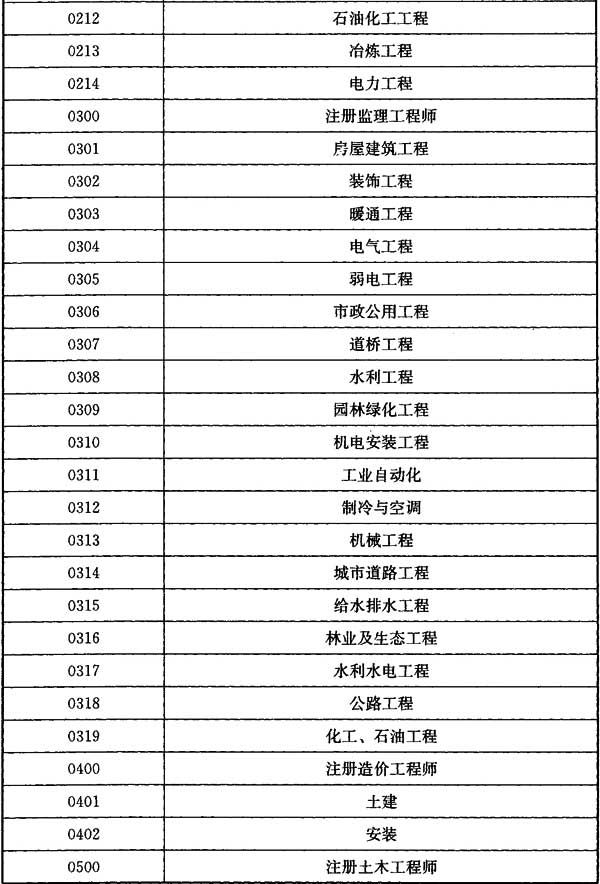 0212 石油化工工程
0213 冶炼工程
0214 电力工程
0300 注册监理工程师
0301 房屋建筑工程
0302 装饰工程
0303 暖通工程
0304 电气工程
0305 弱电工程
0306 市政公用工程
0307 道桥工程
0308 水利工程
0309 园林绿化工程
0310 机电安装工程
0311 工业自动化
0312 制冷与空调
0313 机械工程
0314 城市道路工程
0315 给水排水工程
0316 林业及生态工程
0317 水利水电工程
0318 公路工程
0319 化工、石油工程
0400 注册造价工程师
0401 土建
0402 安装
0500 注册土木工程师